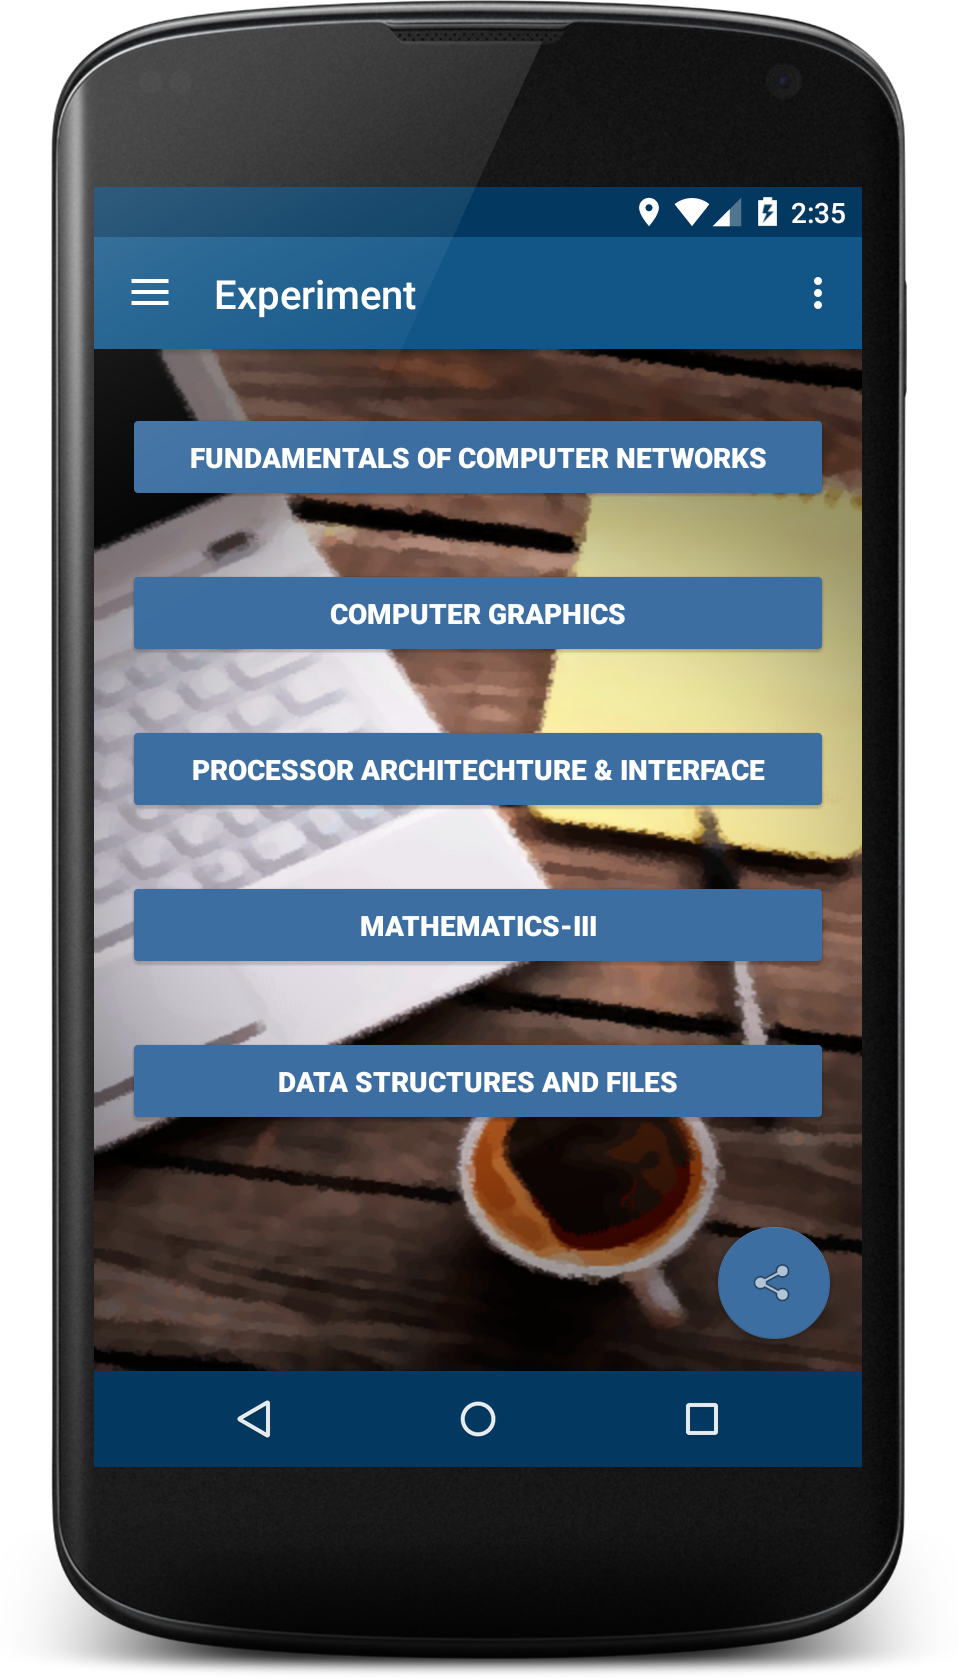 2:35
Experiment
FUNDAMENTALS OF COMPUTER NETWORKS
COMPUTER GRAPHICS
PROCESSOR ARCHITECHTURE & INTERFACE
MATHEMATICS-III
DATA STRUCTURES AND FILES